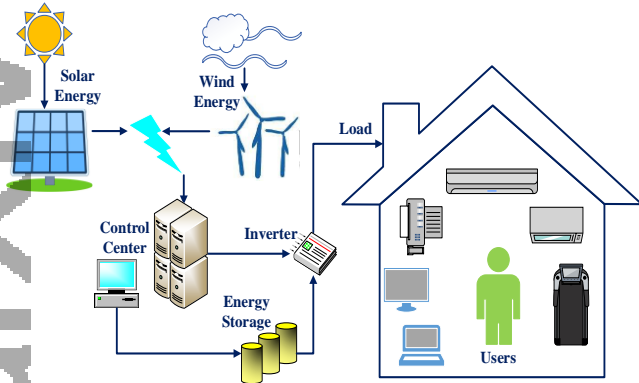 Solar
Energy
Wind
Energy
Load
Control
Center
Inverter
Energy
Storage
Users